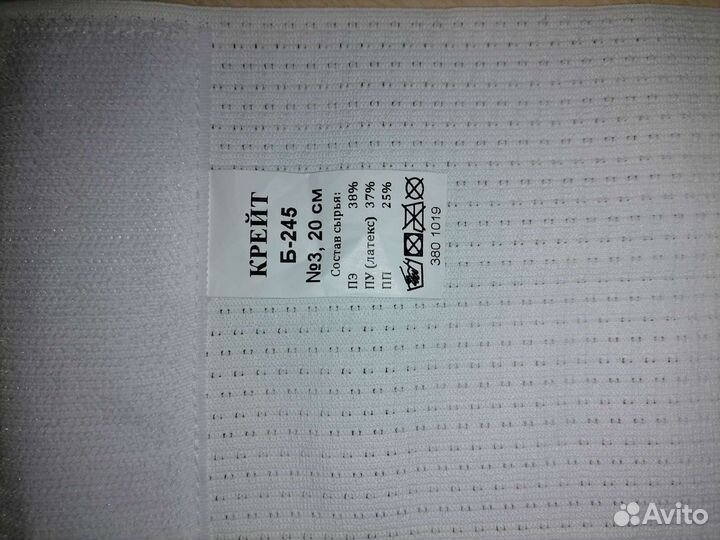 КРЕЙТ
Б-245
№3, 20 см
Состав сырья:
ПЭ 38%
ПУ (латекс) 37%
ПП 25%
380 1019
Avito